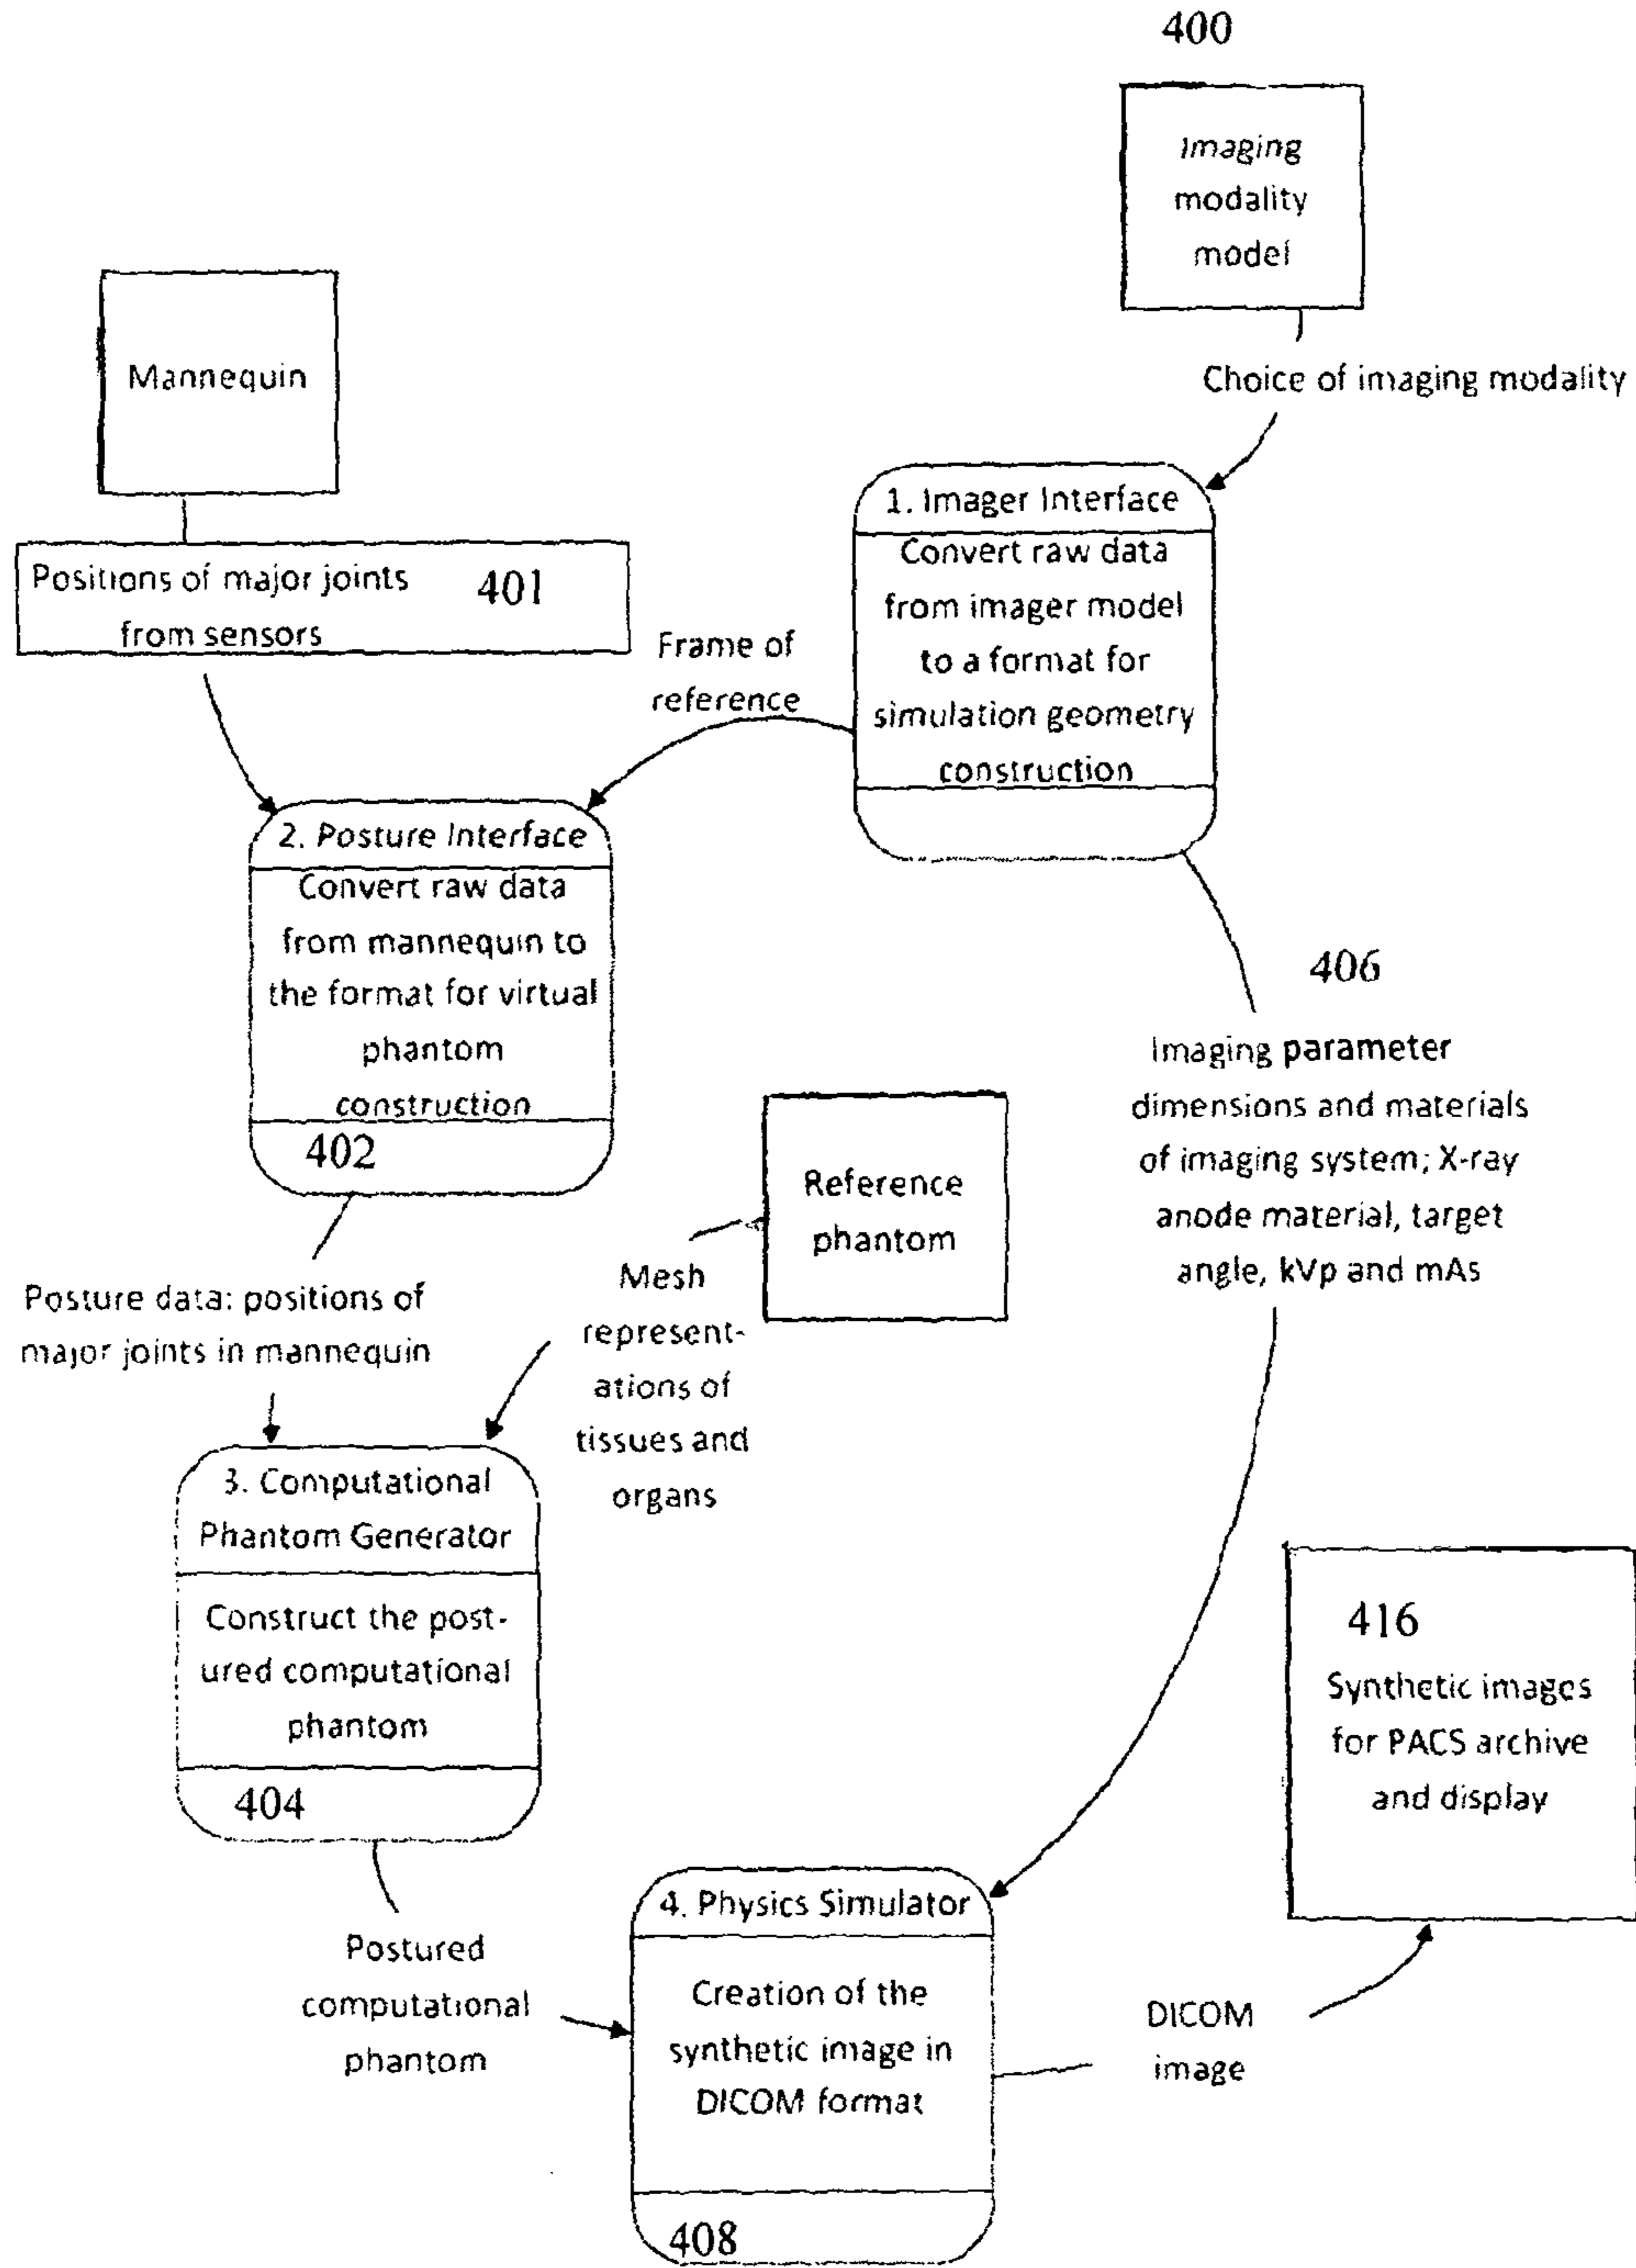 400
Imaging
modality
model
Mannequin
Choice of imaging modality
1. Imager Interface
Convert raw data
from imager model
to a format for
simulation geometry
construction
Positions of major joints
from sensors
401
Frame of
reference
2. Posture Interface
Convert raw data
from mannequin to
the format for virtual
phantom
construction
402
406
Imaging parameter
dimensions and materials
of imaging system; X-ray
anode material, target
angle, kVp and mAs
Reference
phantom
Posture data: positions of
major joints in mannequin
Mesh
represent-
ations of
tissues and
organs
3. Computational
Phantom Generator
Construct the post-
ured computational
phantom
404
416
Synthetic images
for PACS archive
and display
Postured
computational
phantom
4. Physics Simulator
Creation of the
synthetic image in
DICOM format
408
DICOM
image